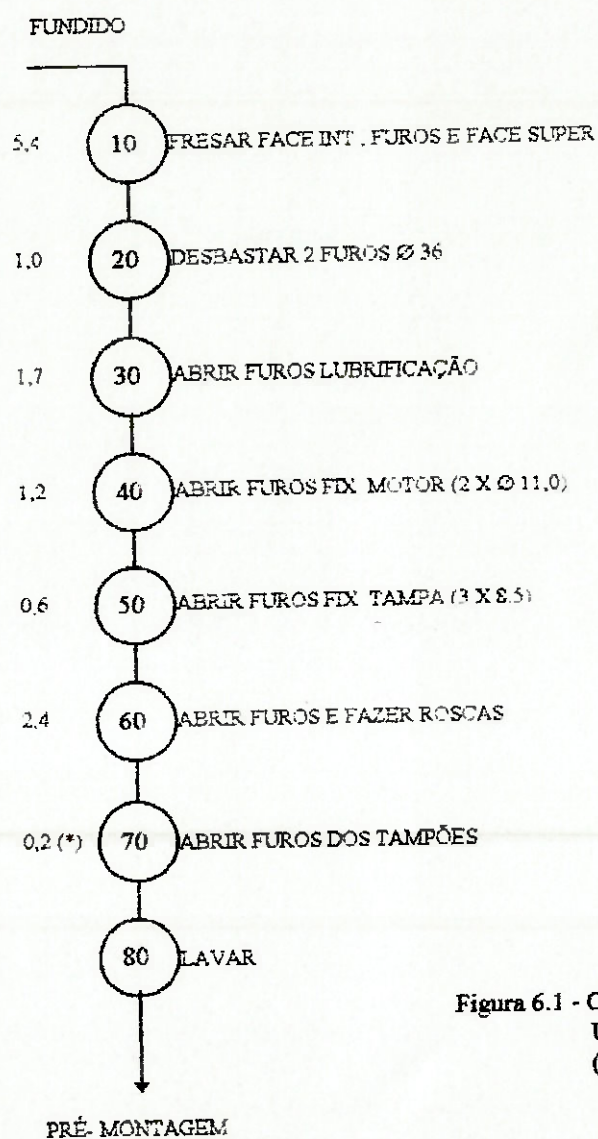 FUNDIDO
5,4 10 FRESAR FACE INT . FUROS E FACE SUPER
1,0 20 DESBASTAR 2 FUROS Ø 36
1,7 30 ABRIR FUROS LUBRIFICAÇÃO
1,2 40 ABRIR FUROS FIX MOTOR (2 X Ø 11,0)
0,6 50 ABRIR FUROS FIX TAMPA (3 X 8.5)
2,4 60 ABRIR FUROS E FAZER ROSCAS
0,2 (*) 70 ABRIR FUROS DOS TAMPÕES
80 LAVAR
Figura 6.1 -
PRÉ- MONTAGEM